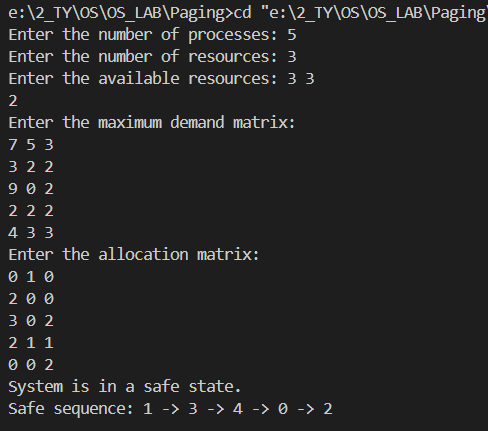 e:\2_TY\OS\OS_LAB\Paging>cd "e:\2_TY\OS\OS_LAB\Paging\
Enter the number of processes: 5
Enter the number of resources: 3
Enter the available resources: 3 3
2
Enter the maximum demand matrix:
7 5 3
3 2 2
9 0 2
2 2 2
4 3 3
Enter the allocation matrix:
0 1 0
2 0 0
3 0 2
2 1 1
0 0 2
System is in a safe state.
Safe sequence: 1 -> 3 -> 4 -> 0 -> 2